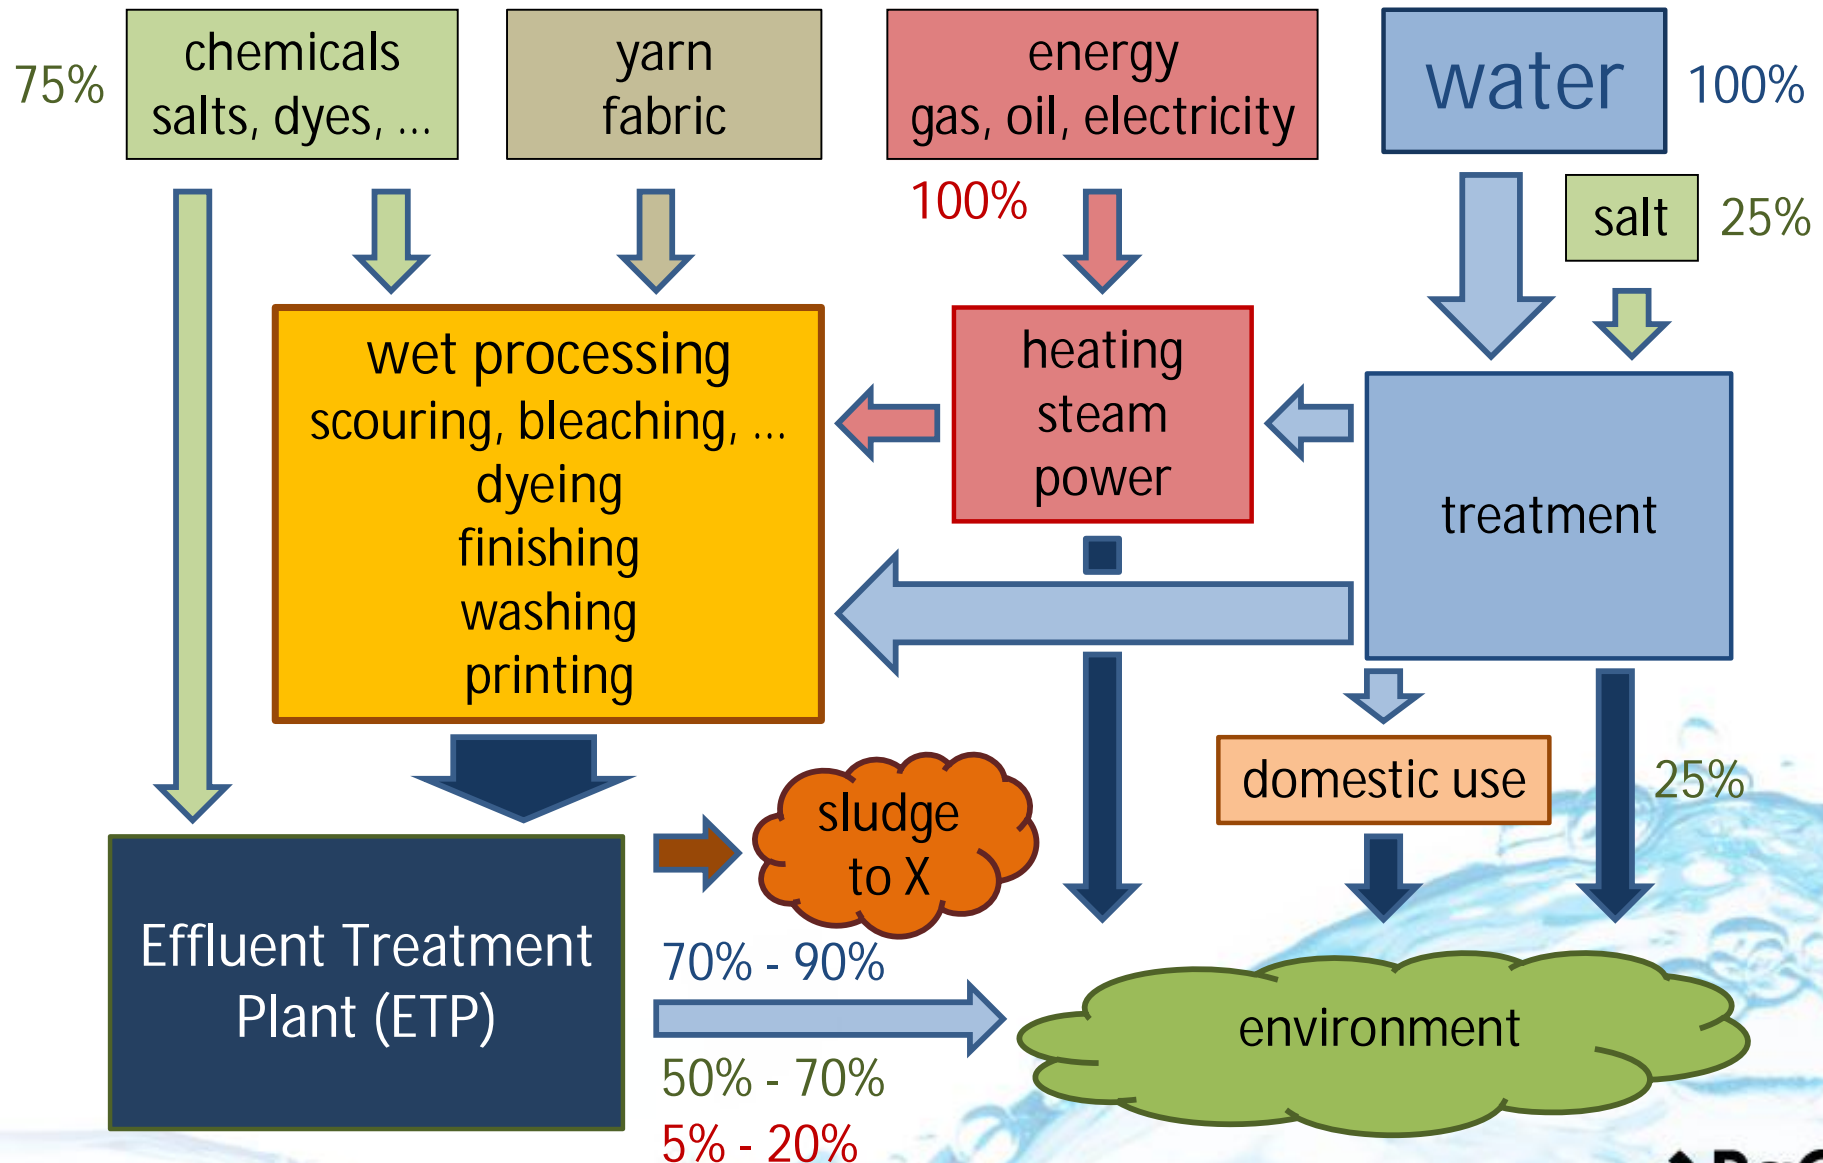 75%
chemicals
salts, dyes, ...
yarn
fabric
energy
gas, oil, electricity
water
100%
100%
salt
25%
wet processing
scouring, bleaching, ...
dyeing
finishing
washing
printing
heating
steam
power
treatment
domestic use
25%
sludge
to X
Effluent Treatment
Plant (ETP)
70% - 90%
50% - 70%
5% - 20%
environment